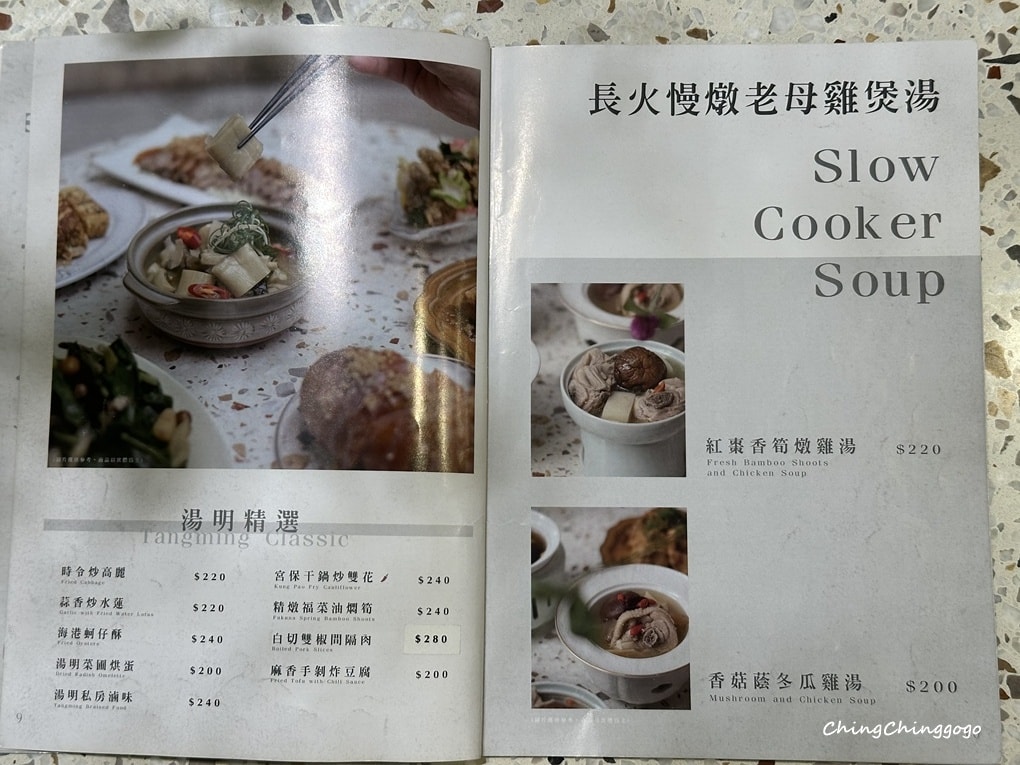 湯明精選
Tangming Classic
時令炒高麗 $220
Fried Cabbage
蒜香炒水蓮 $220
Garlic with Fried Water Lotus
海港蚵仔酥 $240
Fried Oysters
湯明菜圃烘蛋 $200
Dried Radish Omelette
湯明私房滷味 $240
Tangming Braised Food
宮保干鍋炒雙花 $240
Kung Pao Fry Cauliflower
精燉福菜油燜筍 $240
Fukuna Spring Bamboo Shoots
白切雙椒間隔肉 $280
Boiled Pork Slices
麻香手剝炸豆腐 $200
Fried Tofu with Chili Sauce
9
長火慢燉老母雞煲湯
Slow
Cooker
Soup
紅棗香筍燉雞湯 $220
Fresh Bamboo Shoots
and Chicken Soup
香菇蔭冬瓜雞湯 $200
Mushroom and Chicken Soup
ChingChinggogo